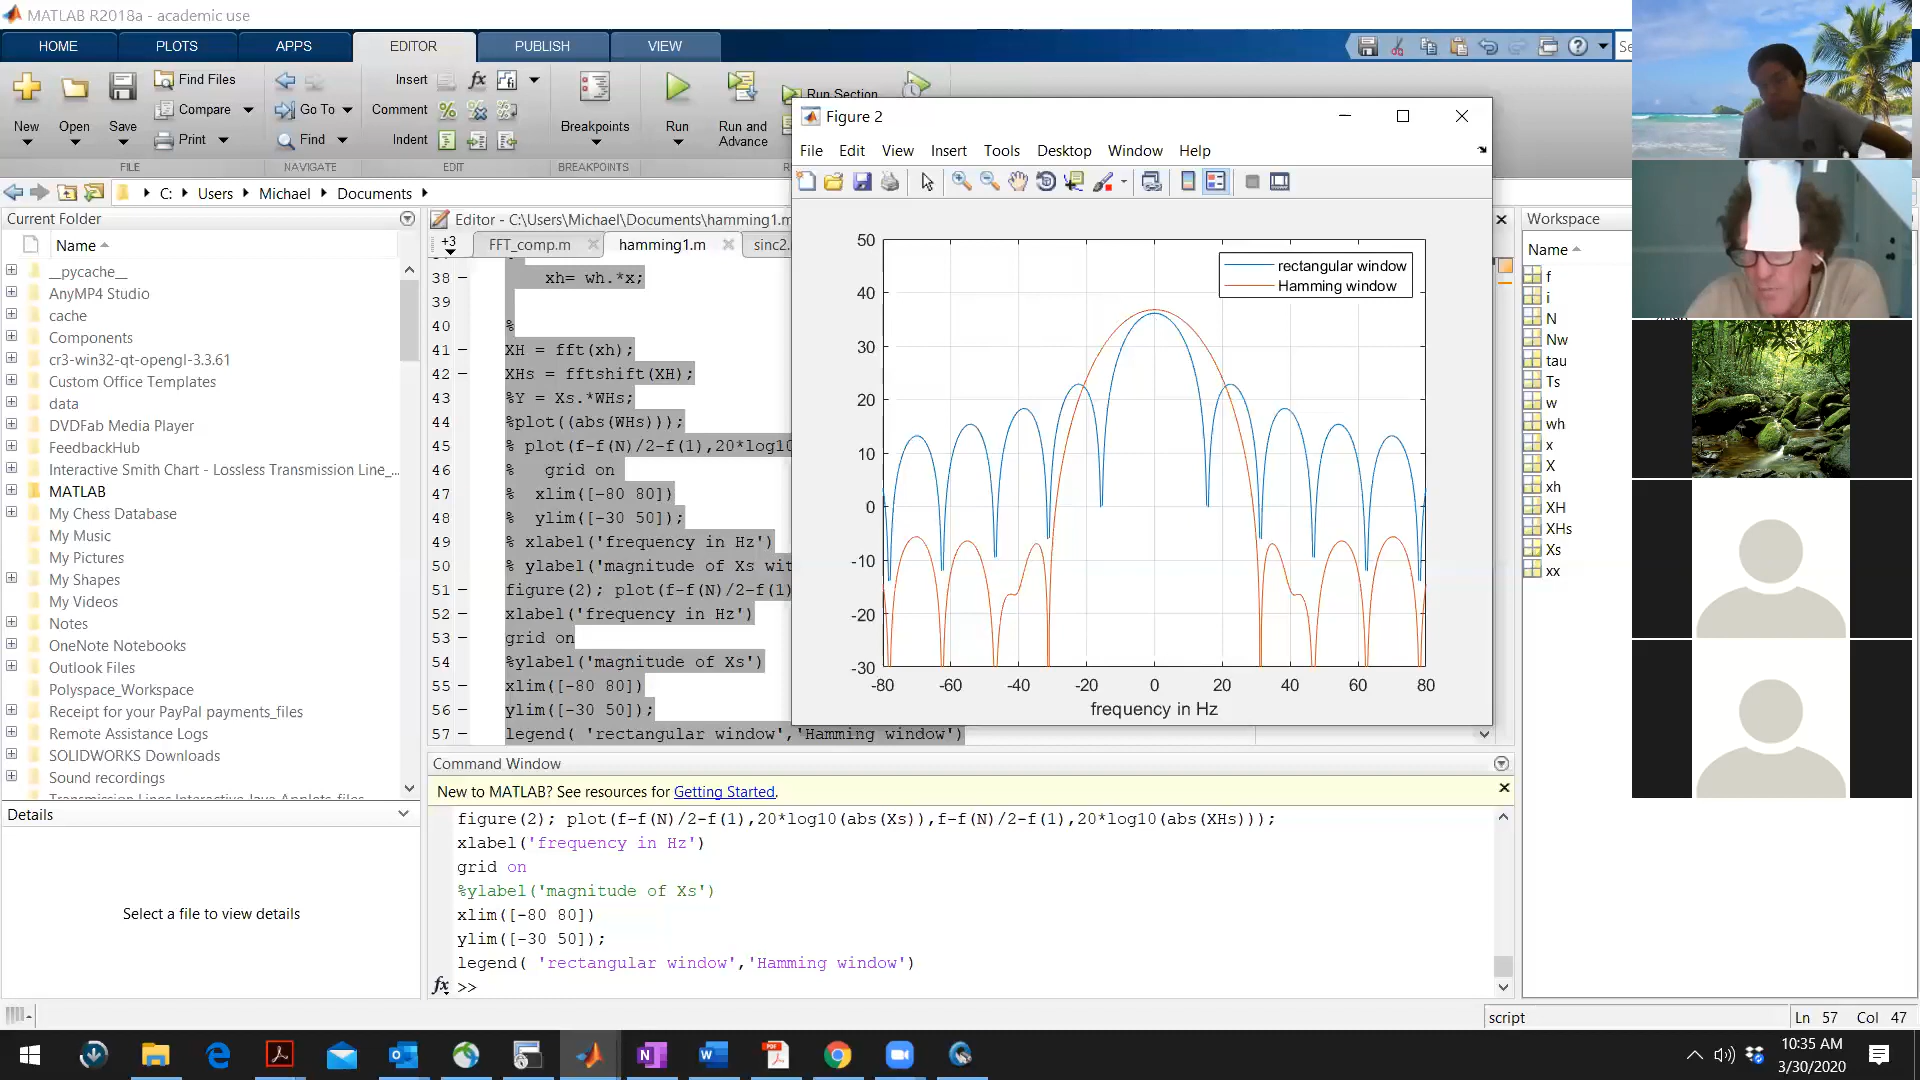 MATLAB R2018a - academic use
HOME
PLOTS
APPS
EDITOR
PUBLISH
VIEW
Se
New
Open
Save
Find Files
Compare
Print
Go To
Find
Insert
Comment
Indent
Breakpoints
Run
Run and
Advance
Run Section
FILE
NAVIGATE
EDIT
BREAKPOINTS
C:
Users
Michael
Documents
Current Folder
Name
__pycache__
AnyMP4 Studio
cache
Components
cr3-win32-qt-opengl-3.3.61
Custom Office Templates
data
DVDFab Media Player
FeedbackHub
Interactive Smith Chart - Lossless Transmission Line_...
MATLAB
My Chess Database
My Music
My Pictures
My Shapes
My Videos
Notes
OneNote Notebooks
Outlook Files
Polyspace_Workspace
Receipt for your PayPal payments_files
Remote Assistance Logs
SOLIDWORKS Downloads
Sound recordings
Transmission Lines Interactive Java Applets_files
Details
Select a file to view details
Editor - C:\Users\Michael\Documents\hamming1.m
+3
FFT_comp.m
hamming1.m
sinc2.
38 – xh= wh.*x;
39
40 %
41 – XH = fft(xh);
42 – XHs = fftshift(XH);
43 – %Y = Xs.*WHs;
44 – %plot((abs(WHs)));
45 – % plot(f-f(N)/2-f(1),20*log10
46 – % grid on
47 – % xlim([-80 80])
48 – % ylim([-30 50]);
49 – % xlabel('frequency in Hz')
50 – % ylabel('magnitude of Xs wit
51 – figure(2); plot(f-f(N)/2-f(1)
52 – xlabel('frequency in Hz')
53 – grid on
54 – %ylabel('magnitude of Xs')
55 – xlim([-80 80])
56 – ylim([-30 50]);
57 – legend( 'rectangular window','Hamming window')
Figure 2
File
Edit
View
Insert
Tools
Desktop
Window
Help
50
40
30
20
10
0
-10
-20
-30
rectangular window
Hamming window
-80
-60
-40
-20
0
20
40
60
80
frequency in Hz
Workspace
Name
f
i
N
Nw
tau
Ts
w
wh
x
X
xh
XH
XHs
Xs
xx
Command Window
New to MATLAB? See resources for Getting Started.
figure(2); plot(f-f(N)/2-f(1),20*log10(abs(Xs)),f-f(N)/2-f(1),20*log10(abs(XHs)));
xlabel('frequency in Hz')
grid on
%ylabel('magnitude of Xs')
xlim([-80 80])
ylim([-30 50]);
legend( 'rectangular window','Hamming window')
fx >>
script
Ln 57 Col 47
10:35 AM
3/30/2020